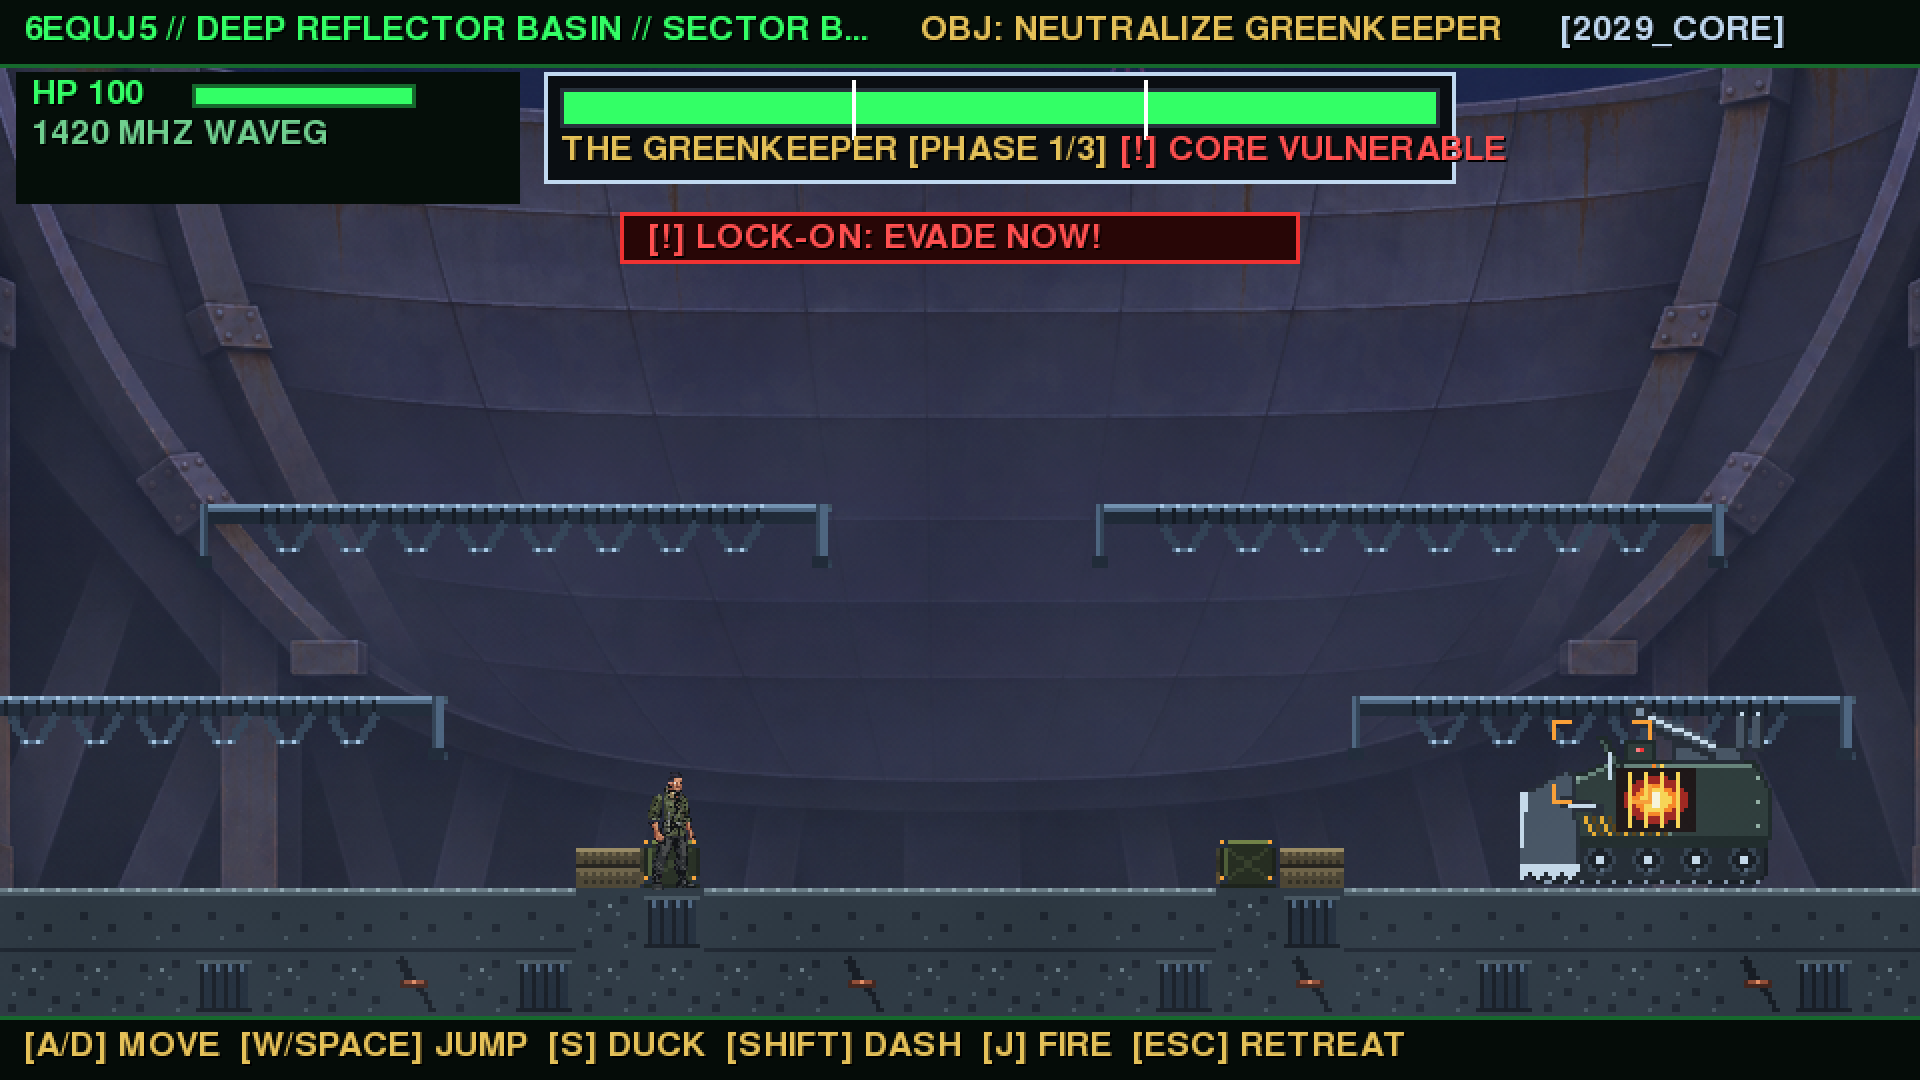 6EQUJ5 // DEEP REFLECTOR BASIN // SECTOR B... OBJ: NEUTRALIZE GREENKEEPER [2029_CORE]
HP 100
1420 MHZ WAVEG
THE GREENKEEPER [PHASE 1/3] [!] CORE VULNERABLE
[!] LOCK-ON: EVADE NOW!
[A/D] MOVE [W/SPACE] JUMP [S] DUCK [SHIFT] DASH [J] FIRE [ESC] RETREAT